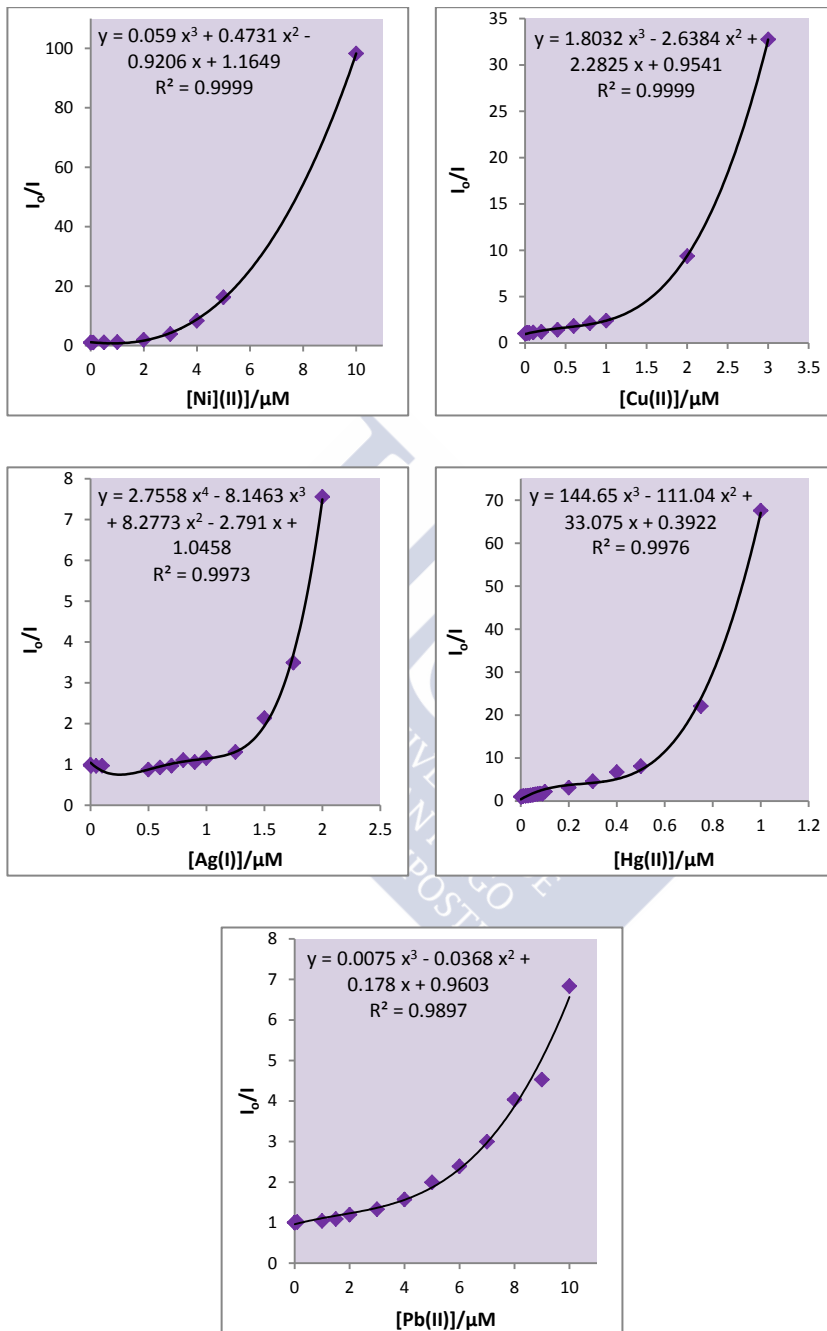 y = 0.059 x³ + 0.4731 x² -
0.9206 x + 1.1649
R² = 0.9999
100
80
60
40
20
0
I₀/I
0 2 4 6 8 10
[Ni](II)]/µM
y = 1.8032 x³ - 2.6384 x² +
2.2825 x + 0.9541
R² = 0.9999
35
30
25
20
15
10
5
0
I₀/I
0 0.5 1 1.5 2 2.5 3 3.5
[Cu(II)]/µM
y = 2.7558 x⁴ - 8.1463 x³
+ 8.2773 x² - 2.791 x +
1.0458
R² = 0.9973
8
7
6
5
4
3
2
1
0
I₀/I
0 0.5 1 1.5 2 2.5
[Ag(I)]/µM
y = 144.65 x³ - 111.04 x² +
33.075 x + 0.3922
R² = 0.9976
70
60
50
40
30
20
10
0
I₀/I
0 0.2 0.4 0.6 0.8 1 1.2
[Hg(II)]/µM
y = 0.0075 x³ - 0.0368 x² +
0.178 x + 0.9603
R² = 0.9897
8
7
6
5
4
3
2
1
0
I₀/I
0 2 4 6 8 10
[Pb(II)]/µM